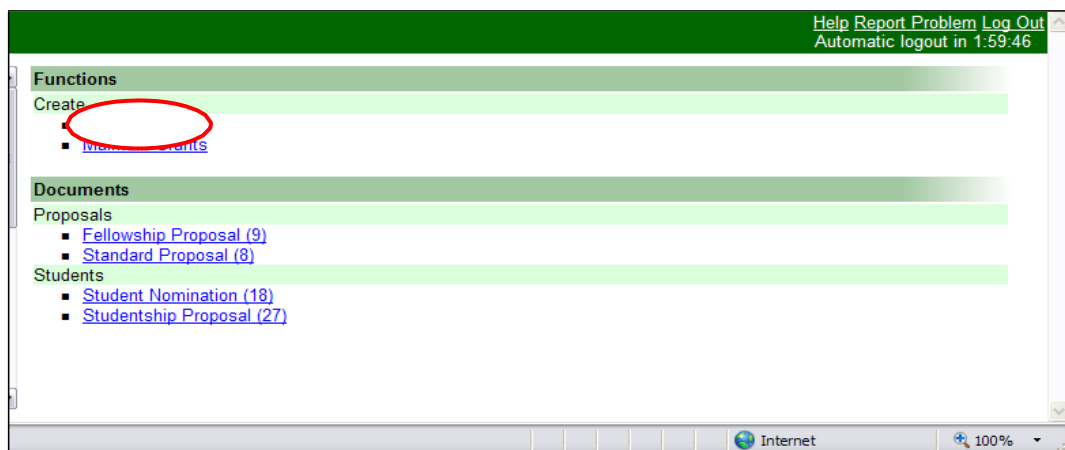 Help Report Problem Log Out
Automatic logout in 1:59:46
Functions
Create
Grants
Documents
Proposals
Fellowship Proposal (9)
Standard Proposal (8)
Students
Student Nomination (18)
Studentship Proposal (27)
Internet
100%